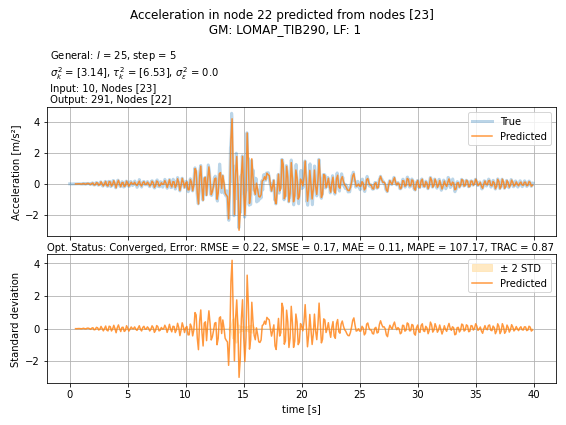 Acceleration in node 22 predicted from nodes [23]
GM: LOMAP_TIB290, LF: 1
General: l = 25, step = 5
σ²ₖ = [3.14], τ²ₖ = [6.53], σ²ε = 0.0
Input: 10, Nodes [23]
Output: 291, Nodes [22]
Acceleration [m/s²]
4
2
0
−2
True
Predicted
Opt. Status: Converged, Error: RMSE = 0.22, SMSE = 0.17, MAE = 0.11, MAPE = 107.17, TRAC = 0.87
Standard deviation
4
2
0
−2
± 2 STD
Predicted
0 5 10 15 20 25 30 35 40
time [s]